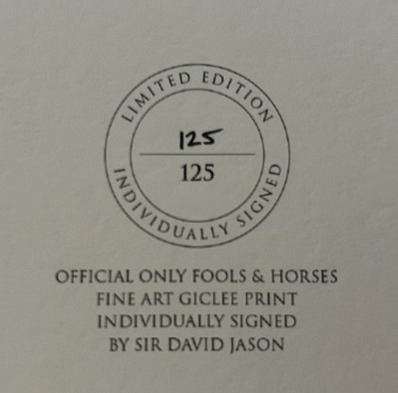 LIMITED EDITION
125
125
INDIVIDUALLY SIGNED
OFFICIAL ONLY FOOLS & HORSES
FINE ART GICLEE PRINT
INDIVIDUALLY SIGNED
BY SIR DAVID JASON